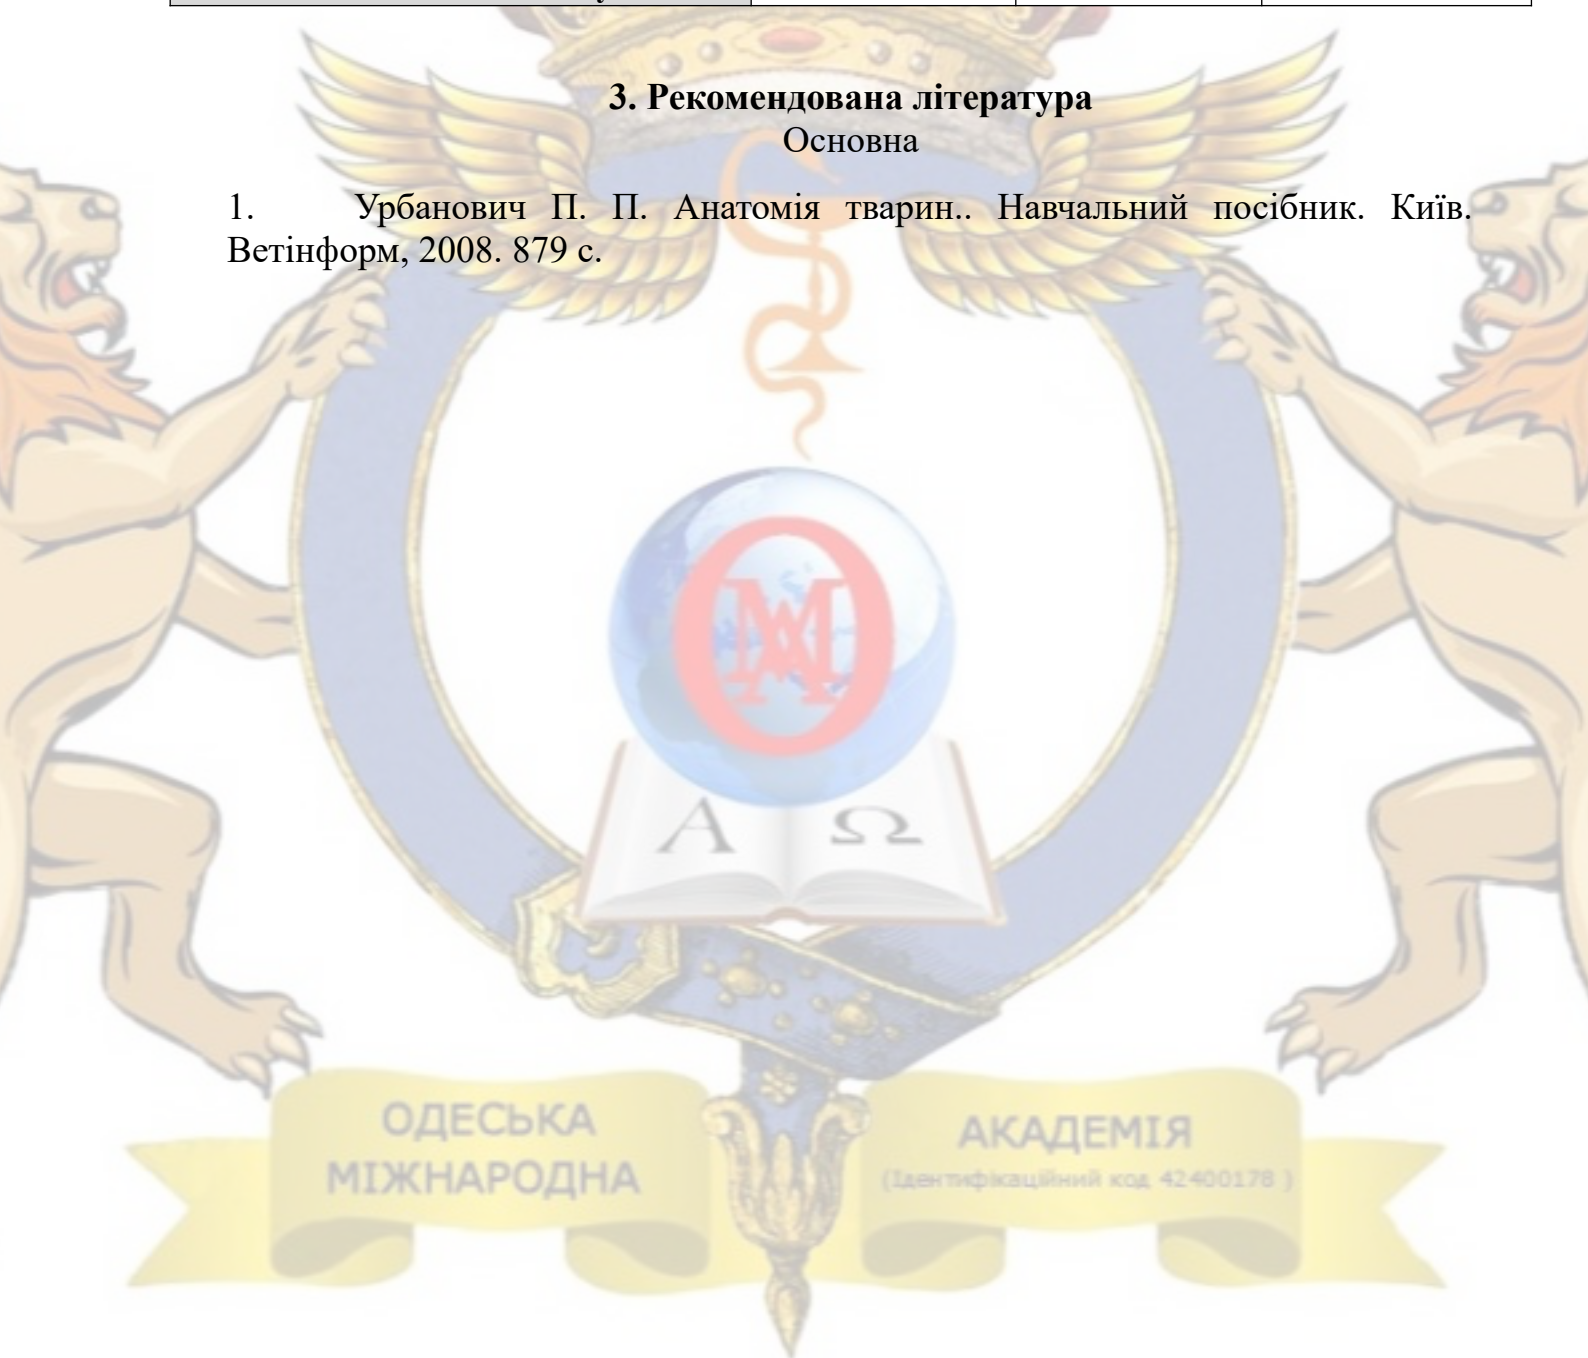 3. Рекомендована література
Основна
1. Урбанович П. П. Анатомія тварин.. Навчальний посібник. Київ.
Ветінформ, 2008. 879 с.
Α Ω
ОДЕСЬКА
МІЖНАРОДНА
АКАДЕМІЯ
(Ідентифікаційний код 42400178 )